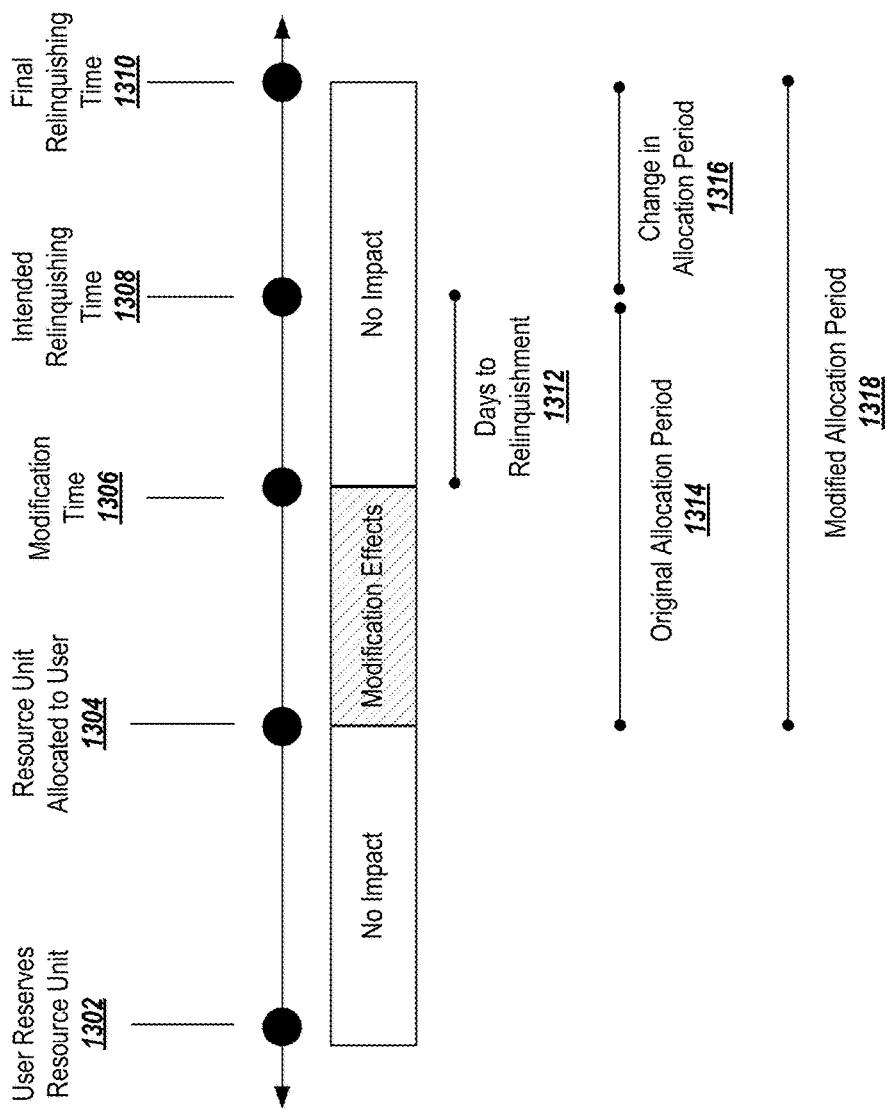 User Reserves
Resource Unit
1302
Resource Unit
Allocated to User
1304
Modification
Time
1306
Intended
Relinquishing
Time
1308
Final
Relinquishing
Time
1310
No Impact
Modification Effects
No Impact
Days to
Relinquishment
1312
Original Allocation Period
1314
Change in
Allocation Period
1316
Modified Allocation Period
1318